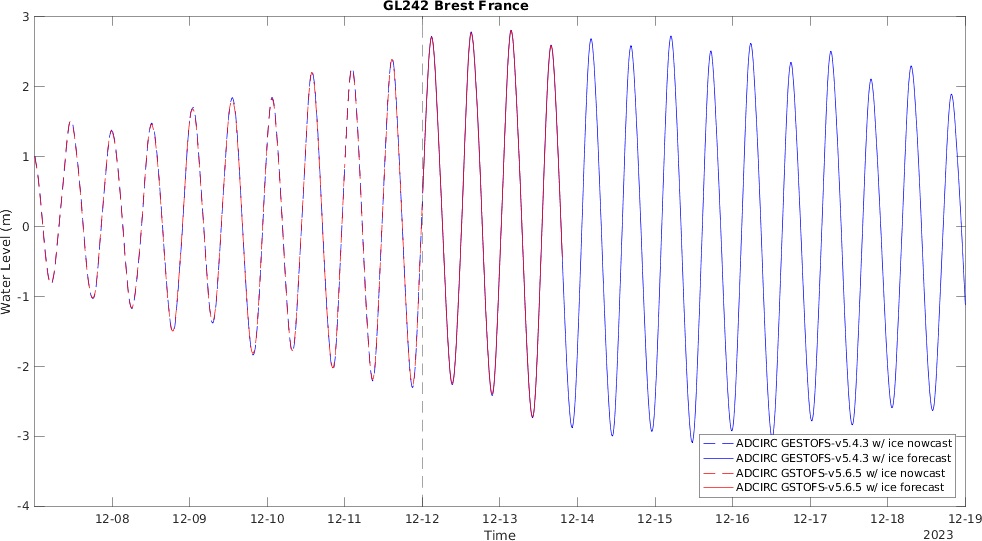 GL242 Brest France
3
2
1
0
-1
-2
-3
-4
Water Level (m)
ADCIRC GESTOFS-v5.4.3 w/ ice nowcast
ADCIRC GESTOFS-v5.4.3 w/ ice forecast
ADCIRC GSTOFS-v5.6.5 w/ ice nowcast
ADCIRC GSTOFS-v5.6.5 w/ ice forecast
12-08 12-09 12-10 12-11 12-12 12-13 12-14 12-15 12-16 12-17 12-18 12-19
Time
2023